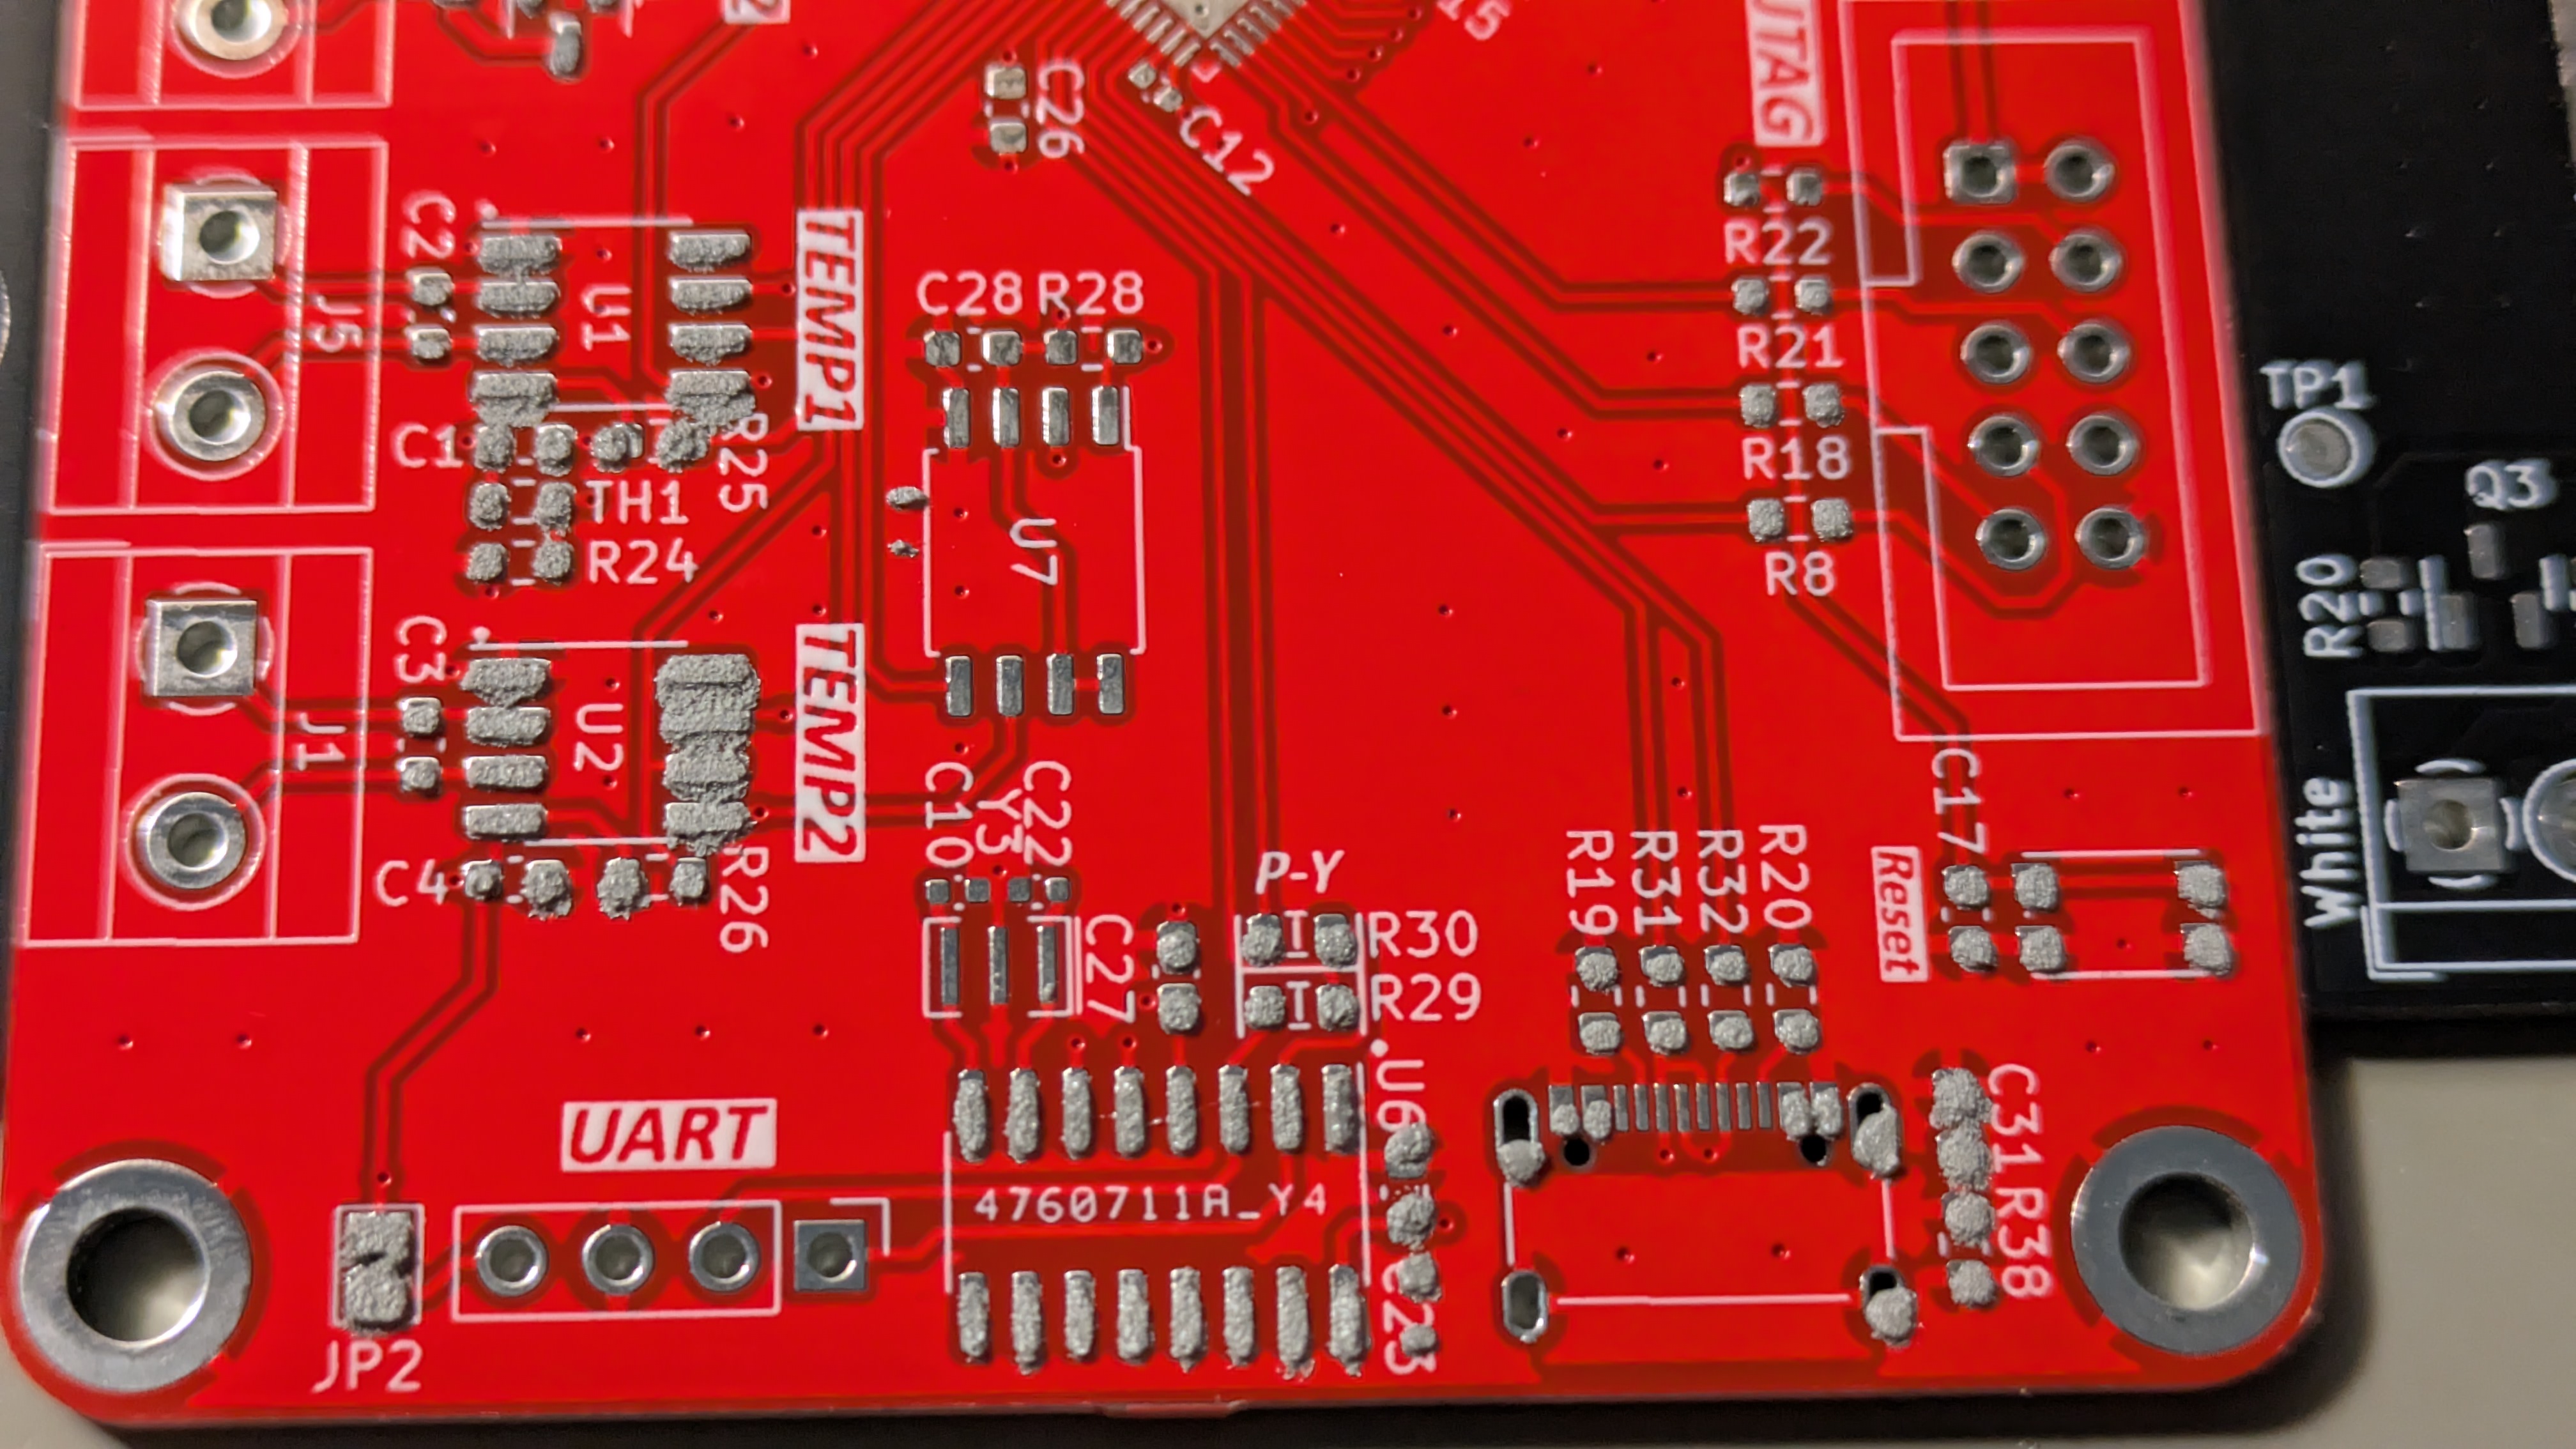 JTAG
C26
C12
R22
C2
J5
U1
TEMP1
C28
R28
R21
TP1
C1
R25
R18
Q3
TH1
R24
U7
R8
R20
C3
U2
J1
TEMP2
C10
Y3
C22
C17
White
C4
R26
P-Y
R19
R31
R32
R20
Reset
C27
R30
R29
U6
C31
UART
4760711A_Y4
R38
C23
JP2